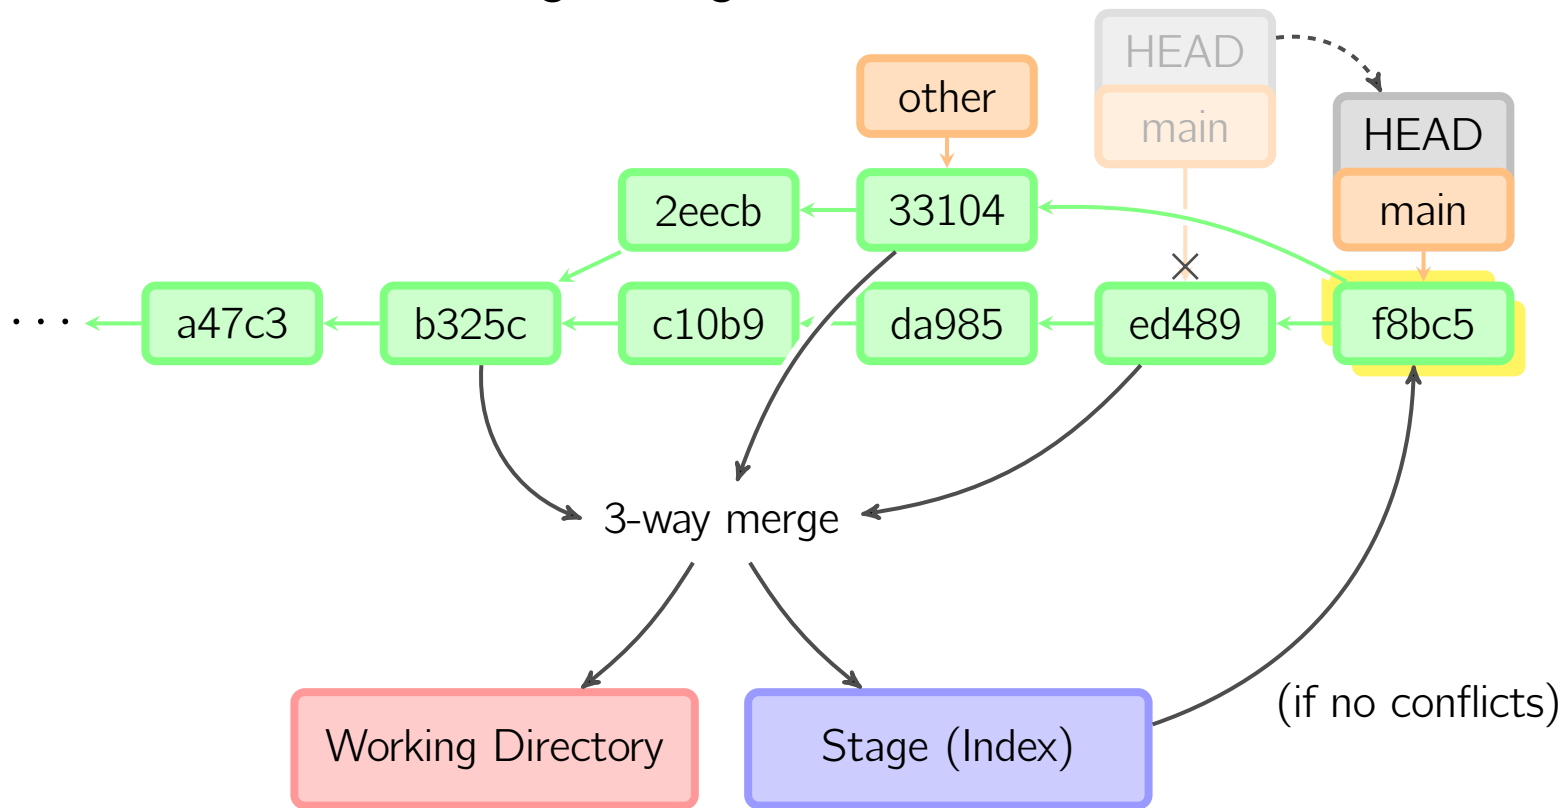 HEAD
other
main
HEAD
2eecb
33104
main
...
a47c3
b325c
c10b9
da985
ed489
f8bc5
3-way merge
(if no conflicts)
Working Directory
Stage (Index)